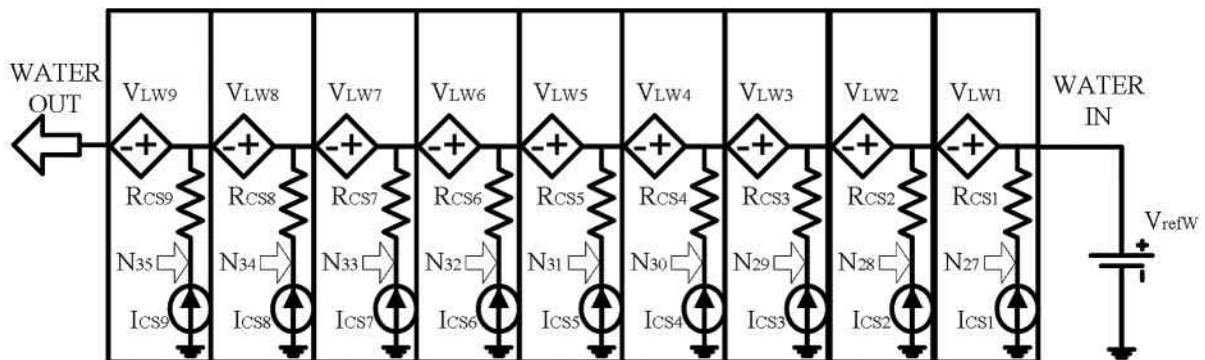 WATER OUT
VLW9 VLW8 VLW7 VLW6 VLW5 VLW4 VLW3 VLW2 VLW1
WATER IN
- + - + - + - + - + - + - + - + - +
RCS9 RCS8 RCS7 RCS6 RCS5 RCS4 RCS3 RCS2 RCS1
VrefW
+
N35 N34 N33 N32 N31 N30 N29 N28 N27
-
ICS9 ICS8 ICS7 ICS6 ICS5 ICS4 ICS3 ICS2 ICS1